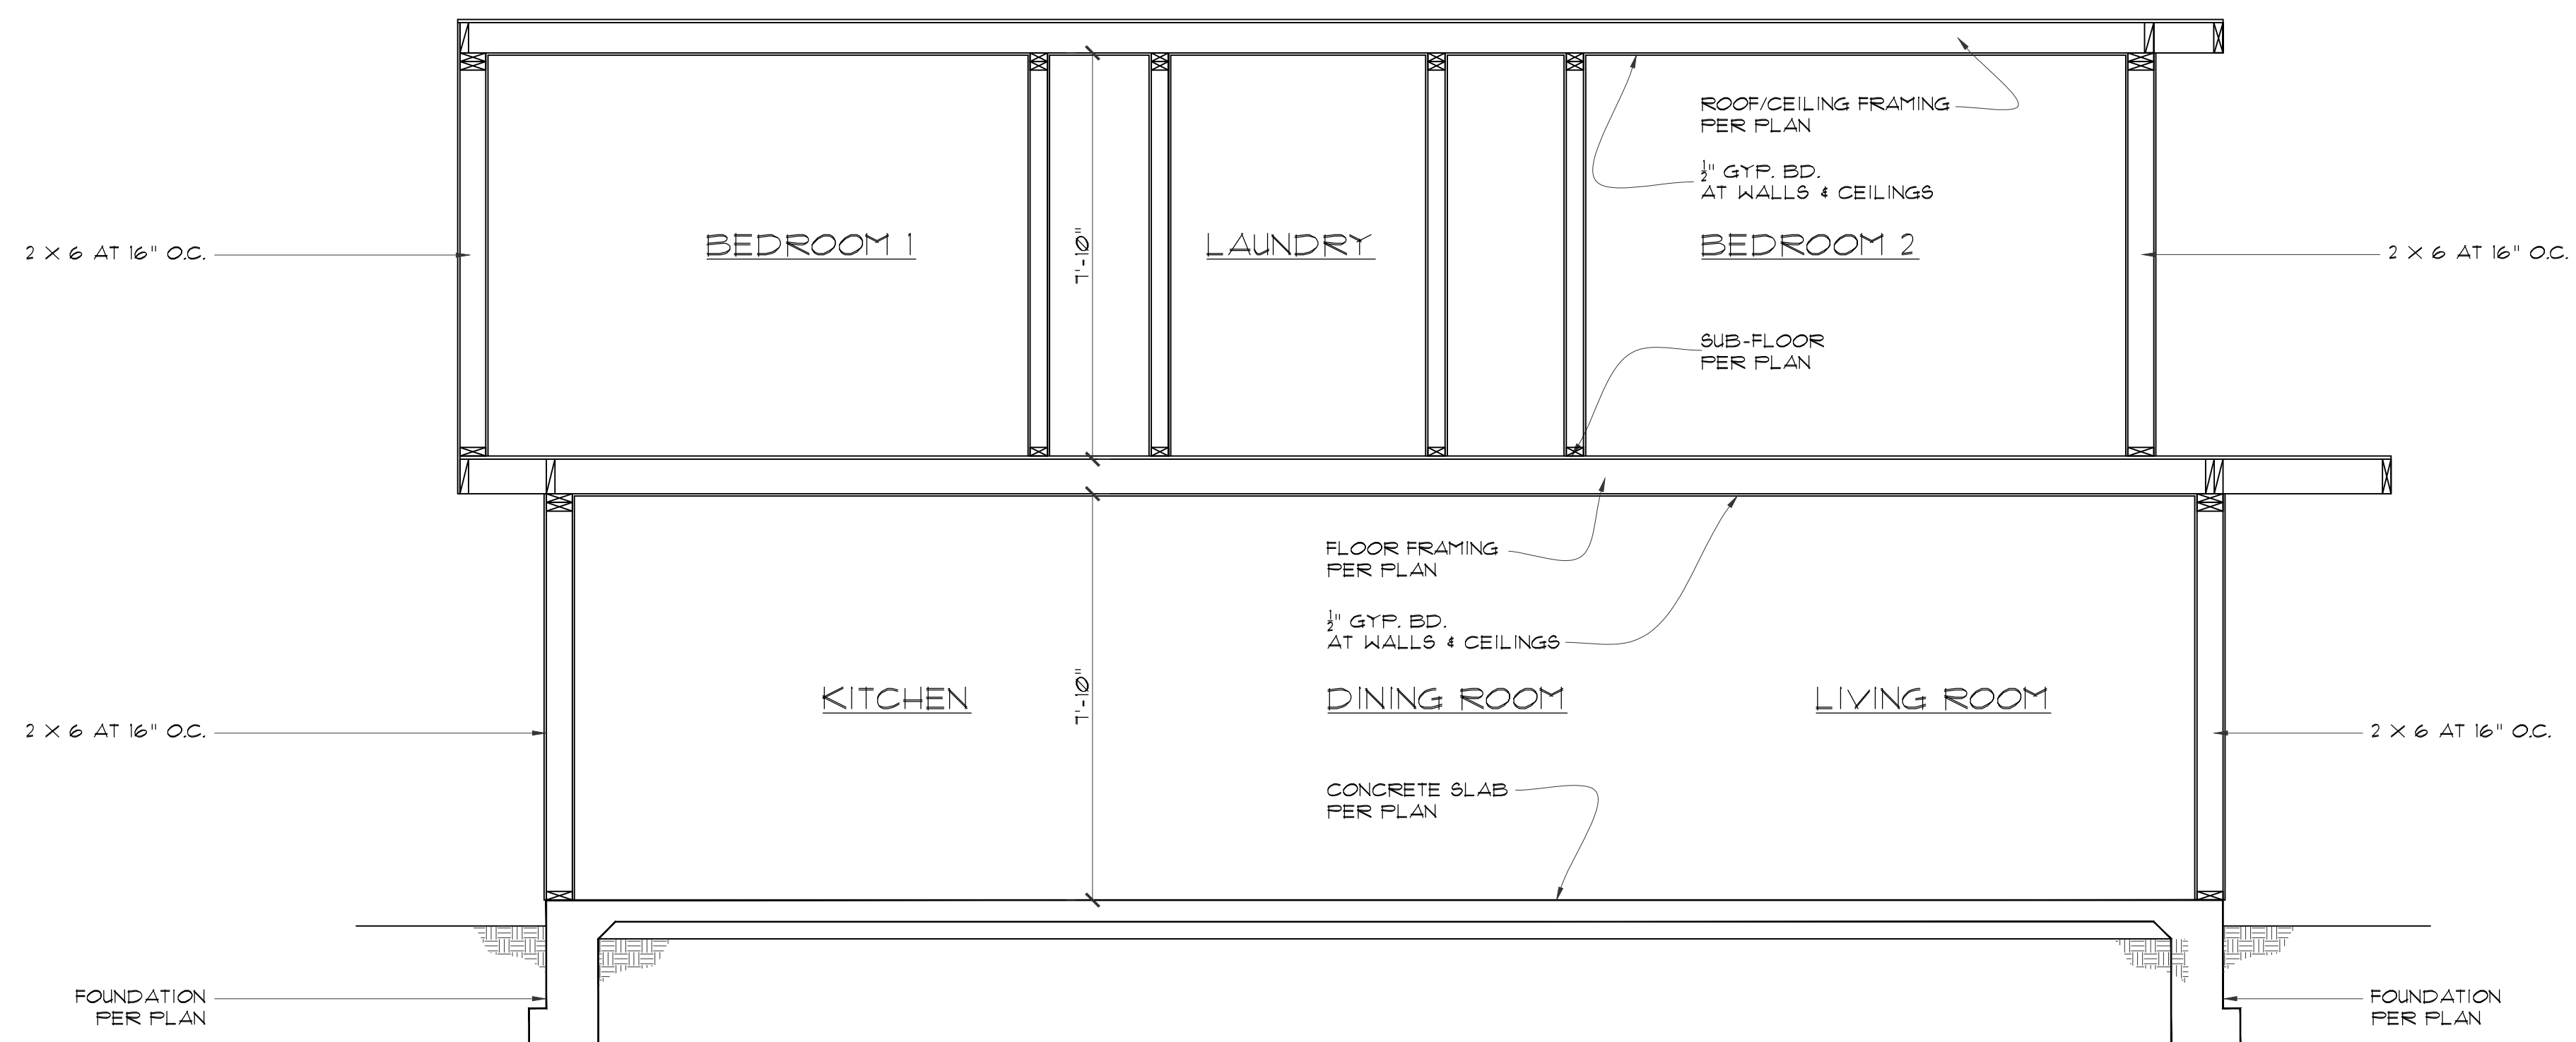 ROOF/CEILING FRAMING
PER PLAN
½" GYP. BD.
AT WALLS & CEILINGS
2 X 6 AT 16" O.C.
BEDROOM 1
7'-10"
LAUNDRY
BEDROOM 2
2 X 6 AT 16" O.C.
SUB-FLOOR
PER PLAN
FLOOR FRAMING
PER PLAN
½" GYP. BD.
AT WALLS & CEILINGS
KITCHEN
7'-10"
DINING ROOM
LIVING ROOM
2 X 6 AT 16" O.C.
2 X 6 AT 16" O.C.
CONCRETE SLAB
PER PLAN
FOUNDATION
PER PLAN
FOUNDATION
PER PLAN